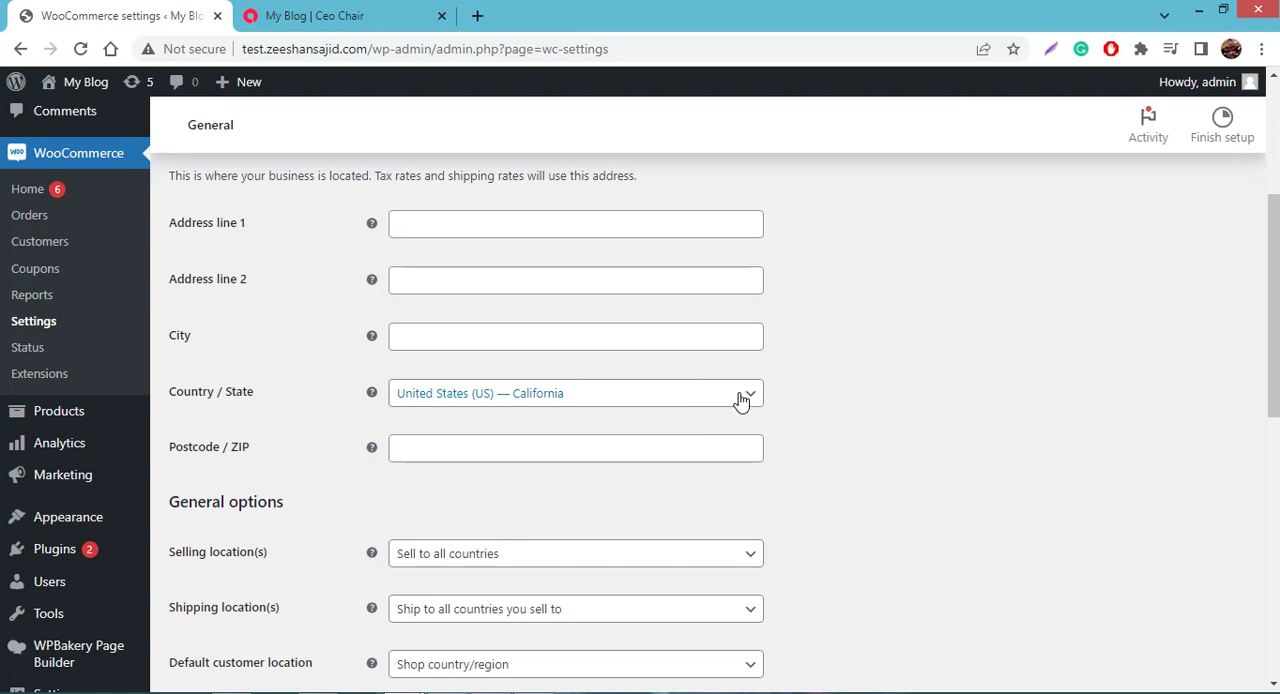 WooCommerce settings ‹ My Blo
My Blog | Ceo Chair
Not secure
test.zeeshansajid.com/wp-admin/admin.php?page=wc-settings
My Blog
5
0
New
Howdy, admin
Comments
WooCommerce
Home 6
Orders
Customers
Coupons
Reports
Settings
Status
Extensions
Products
Analytics
Marketing
Appearance
Plugins 2
Users
Tools
WPBakery Page
Builder
General
Activity
Finish setup
This is where your business is located. Tax rates and shipping rates will use this address.
Address line 1
Address line 2
City
Country / State
United States (US) — California
Postcode / ZIP
General options
Selling location(s)
Sell to all countries
Shipping location(s)
Ship to all countries you sell to
Default customer location
Shop country/region